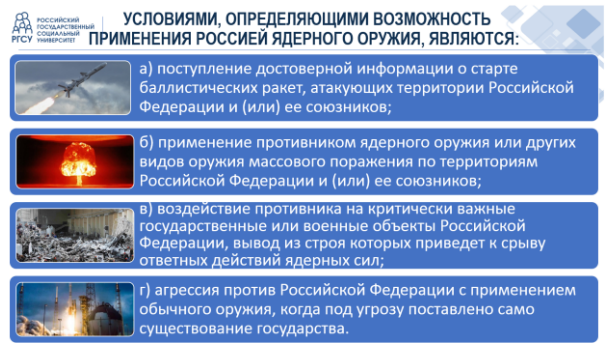 РОССИЙСКИЙ
ГОСУДАРСТВЕННЫЙ
СОЦИАЛЬНЫЙ
УНИВЕРСИТЕТ
РГСУ
УСЛОВИЯМИ, ОПРЕДЕЛЯЮЩИМИ ВОЗМОЖНОСТЬ
ПРИМЕНЕНИЯ РОССИЕЙ ЯДЕРНОГО ОРУЖИЯ, ЯВЛЯЮТСЯ:
а) поступление достоверной информации о старте
баллистических ракет, атакующих территории Российской
Федерации и (или) ее союзников;
б) применение противником ядерного оружия или других
видов оружия массового поражения по территориям
Российской Федерации и (или) ее союзников;
в) воздействие противника на критически важные
государственные или военные объекты Российской
Федерации, вывод из строя которых приведет к срыву
ответных действий ядерных сил;
г) агрессия против Российской Федерации с применением
обычного оружия, когда под угрозу поставлено само
существование государства.